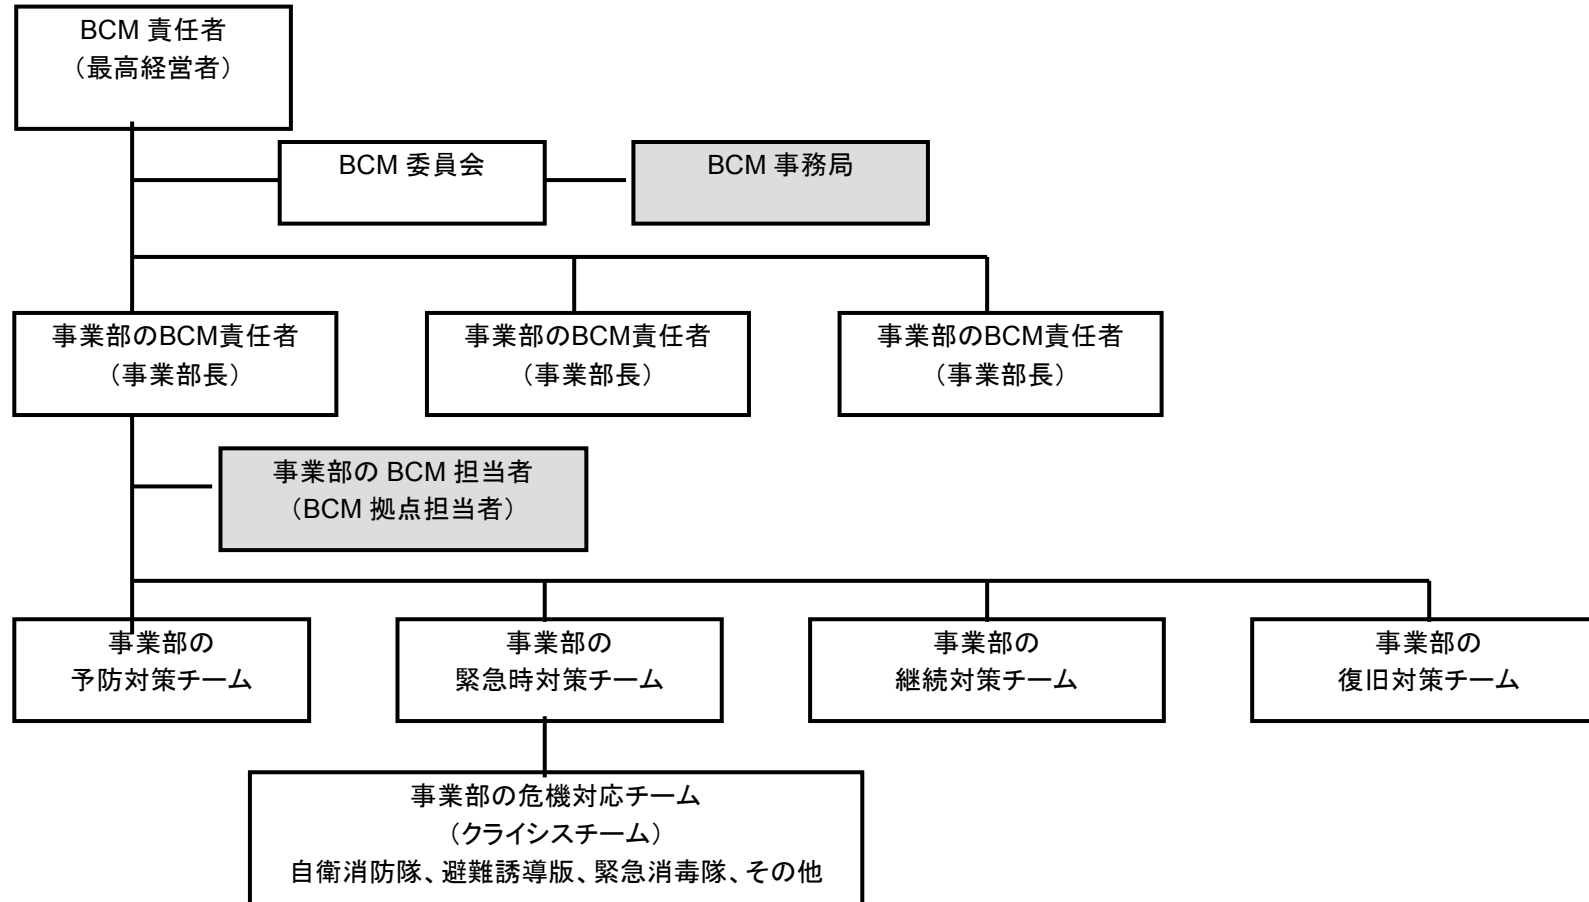 BCM 責任者
（最高経営者）
BCM 委員会
BCM 事務局
事業部のBCM責任者
（事業部長）
事業部のBCM責任者
（事業部長）
事業部のBCM責任者
（事業部長）
事業部の BCM 担当者
（BCM 拠点担当者）
事業部の
予防対策チーム
事業部の
緊急時対策チーム
事業部の
継続対策チーム
事業部の
復旧対策チーム
事業部の危機対応チーム
（クライシスチーム）
自衛消防隊、避難誘導版、緊急消毒隊、その他